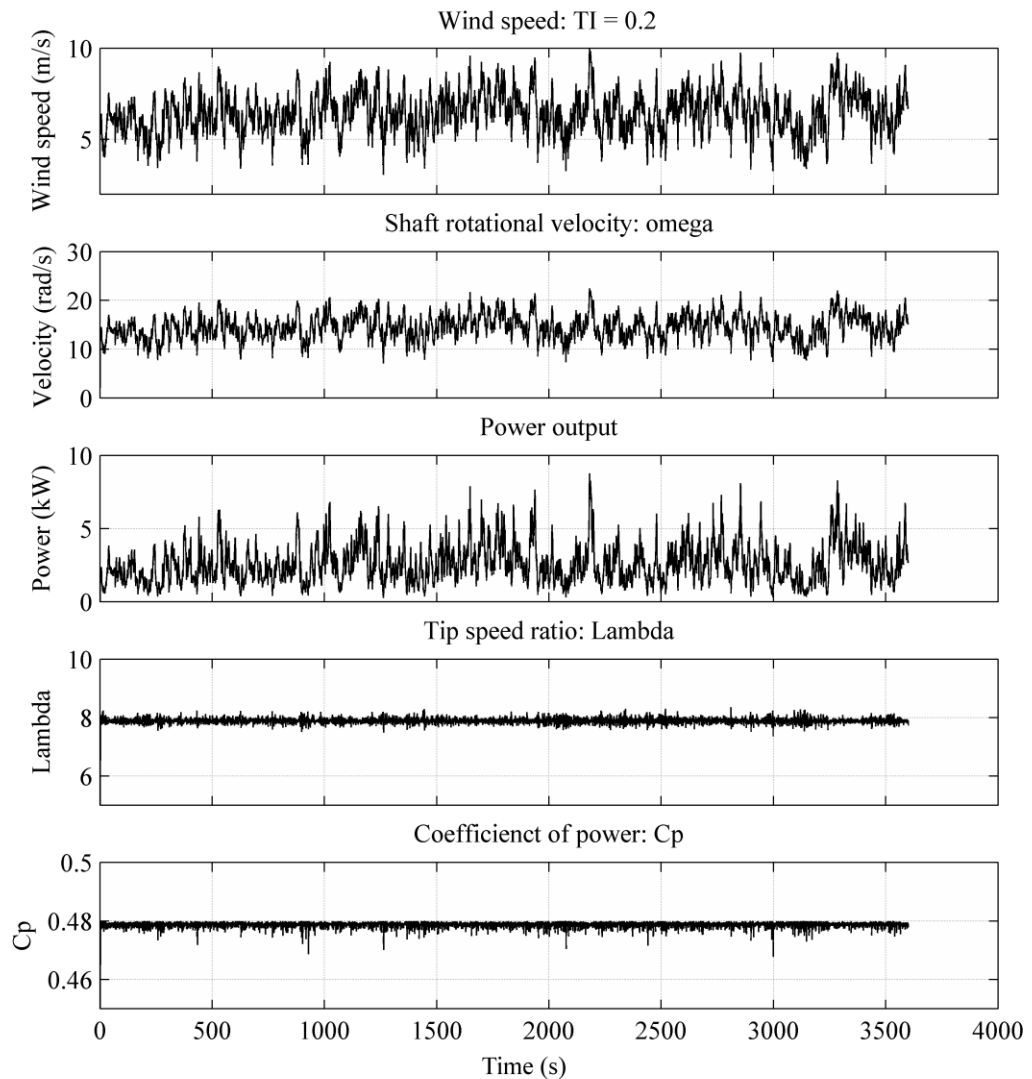 Wind speed: TI = 0.2
Wind speed (m/s)
10
5
Shaft rotational velocity: omega
Velocity (rad/s)
30
20
10
0
Power output
Power (kW)
10
5
0
Tip speed ratio: Lambda
Lambda
10
8
6
Coefficienct of power: Cp
Cp
0.5
0.48
0.46
0 500 1000 1500 2000 2500 3000 3500 4000
Time (s)